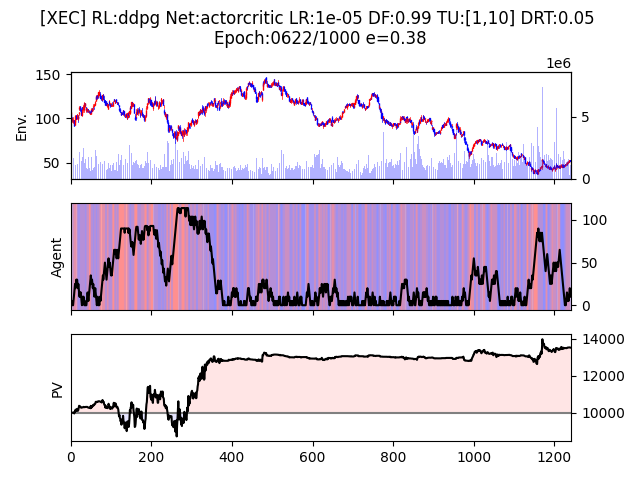 [XEC] RL:ddpg Net:actorcritic LR:1e-05 DF:0.99 TU:[1,10] DRT:0.05
Epoch:0622/1000 e=0.38
1e6
150
100
50
Env.
5
0
Agent
100
50
0
PV
14000
12000
10000
0 200 400 600 800 1000 1200